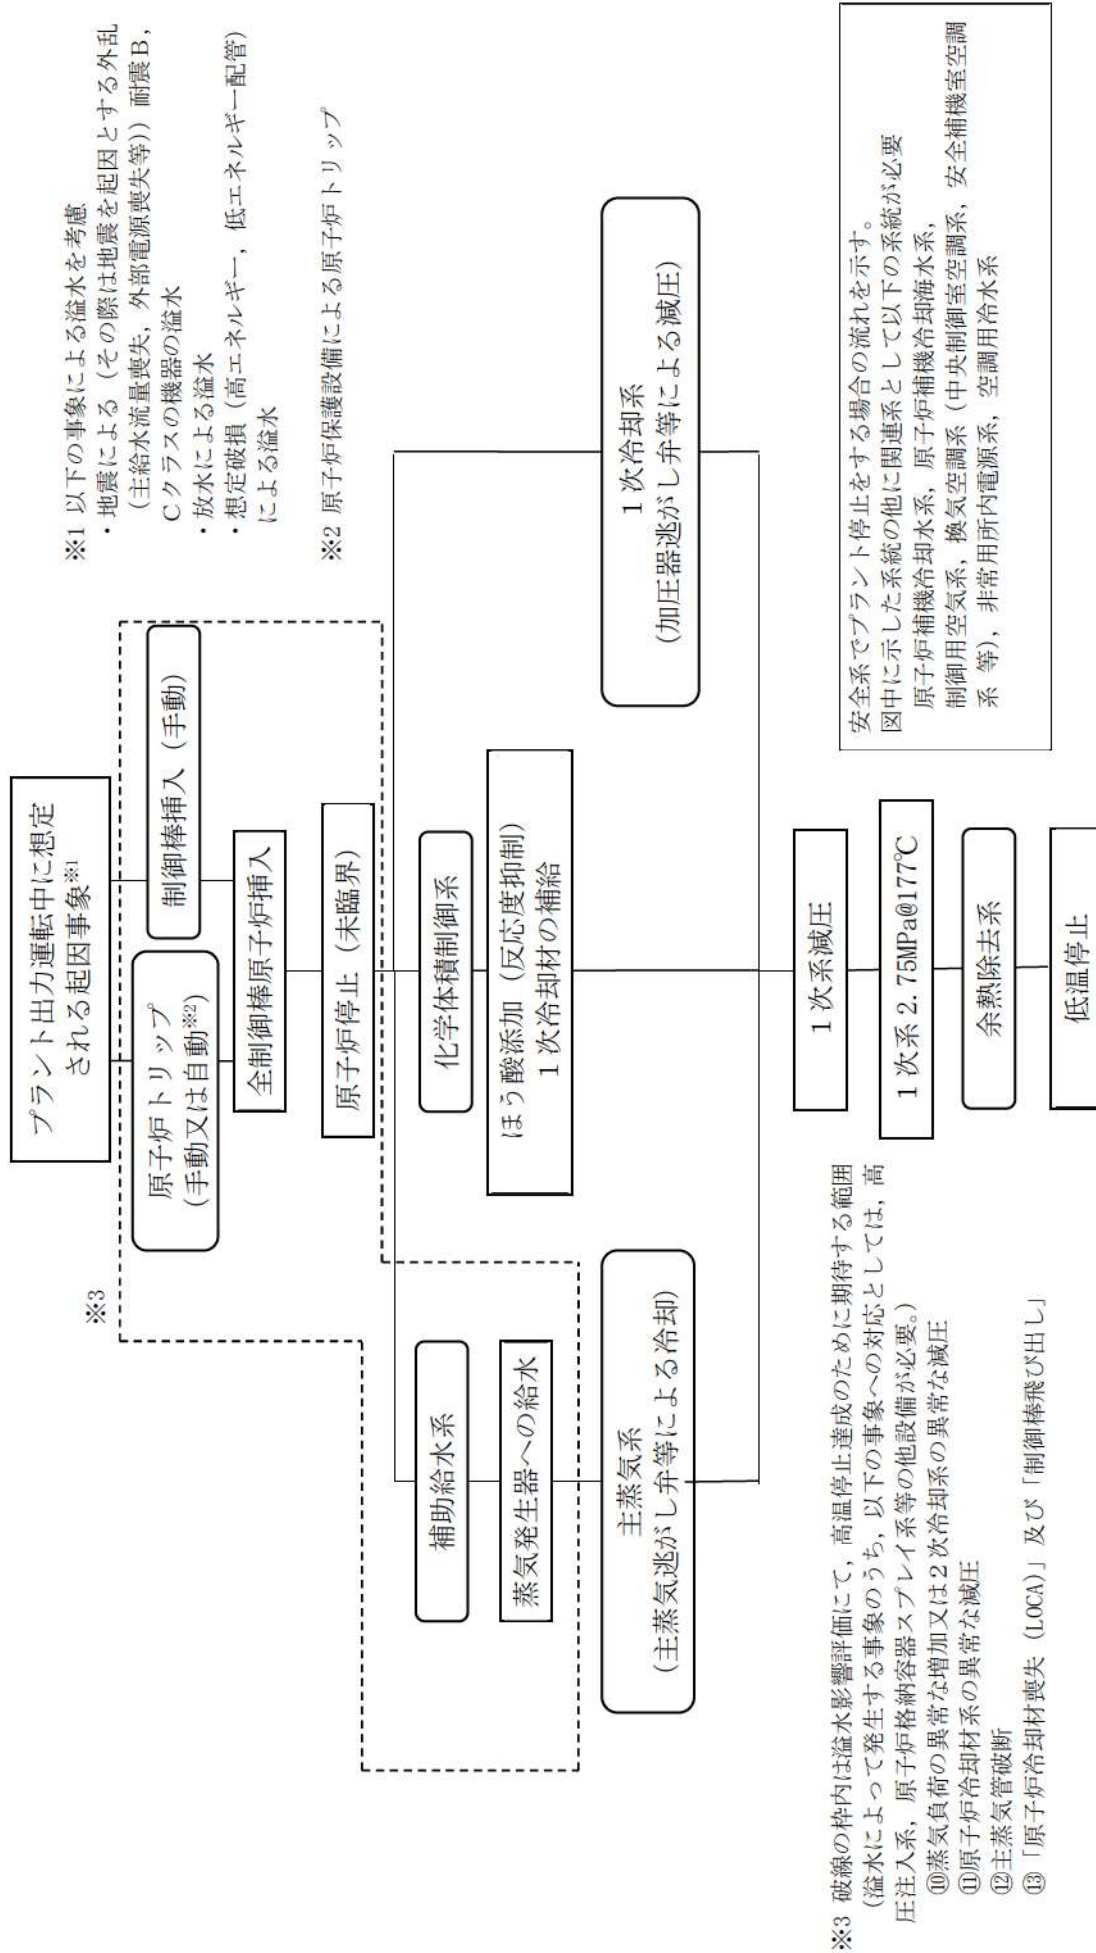 プラント出力運転中に想定
される起因事象※1
※3
原子炉トリップ
(手動又は自動※2)
制御棒挿入（手動）
全制御棒原子炉挿入
原子炉停止（未臨界）
※1 以下の事象による溢水を考慮
・地震による（その際は地震を起因とする外乱
（主給水流量喪失，外部電源喪失等)）耐震B，
Cクラスの機器の溢水
・放水による溢水
・想定破損（高エネルギー，低エネルギー配管）
による溢水
※2 原子炉保護設備による原子炉トリップ
補助給水系
蒸気発生器への給水
主蒸気系
(主蒸気逃がし弁等による冷却)
化学体積制御系
ほう酸添加（反応度抑制）
1次冷却材の補給
1次冷却系
(加圧器逃がし弁等による減圧)
1次系減圧
1次系2.75MPa@177℃
余熱除去系
低温停止
※3 破線の枠内は溢水影響評価にて，高温停止達成のために期待する範囲
(溢水によって発生する事象のうち，以下の事象への対応としては，高
圧注入系，原子炉格納容器スプレイ系等の他設備が必要。)
⑩蒸気負荷の異常な増加又は2次冷却系の異常な減圧
⑪原子炉冷却材系の異常な減圧
⑫主蒸気管破断
⑬「原子炉冷却材喪失（LOCA）」及び「制御棒飛び出し」
安全系でプラント停止をする場合の流れを示す。
図中に示した系統の他に関連系として以下の系統が必要
原子炉補機冷却水系，原子炉補機冷却海水系，
制御用空気系，換気空調系（中央制御室空調系，安全補機室空調
系 等)，非常用所内電源系，空調用冷水系